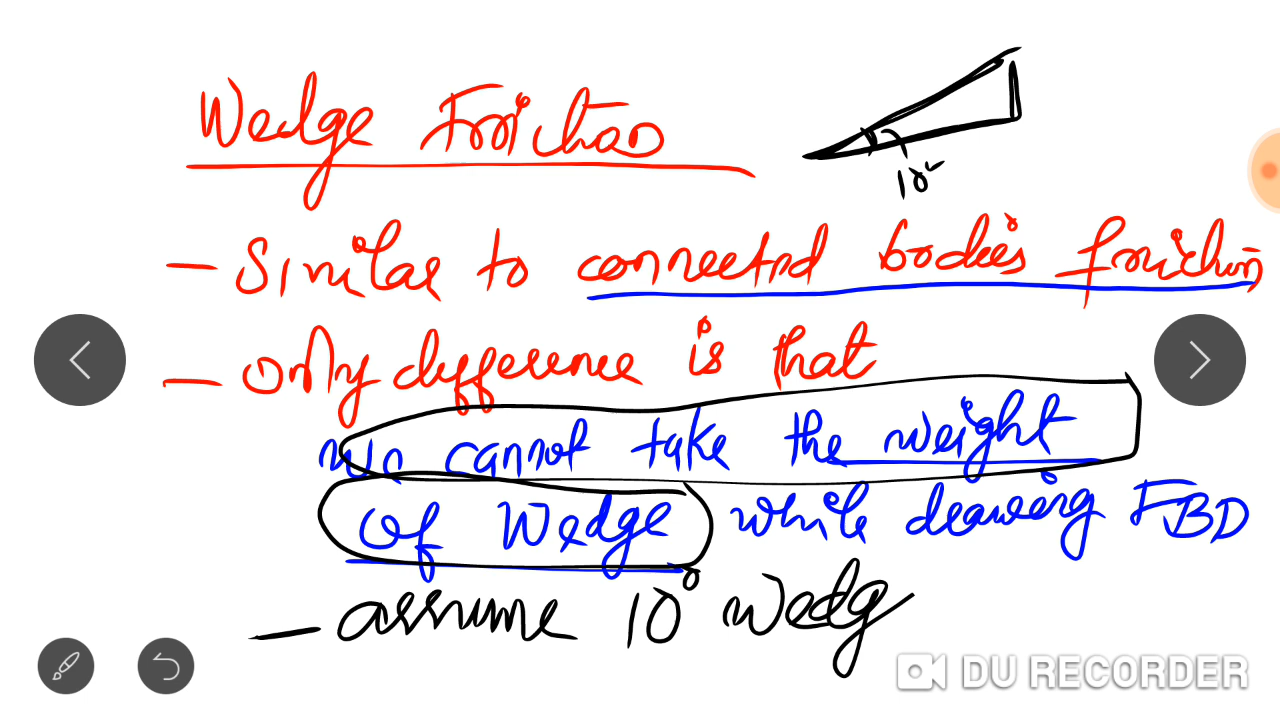 Wedge Friction
10°
- Similar to connected bodies friction
- only difference is that
we cannot take the weight
of Wedge while drawing FBD
- assume 10° wedg
DU RECORDER